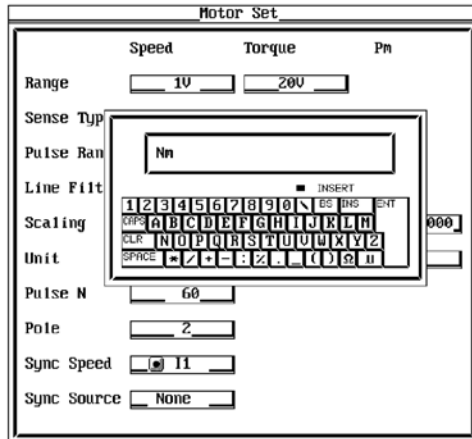 Motor Set
Speed Torque Pm
Range 1V 20V
Sense Typ
Pulse Ran Nm
Line Filt INSERT
1 2 3 4 5 6 7 8 9 0 \ BS INS ENT
Scaling CAPS A B C D E F G H I J K L M 000
CLR N O P Q R S T U V W X Y Z
Unit SPACE * / + - : % . _ ( ) Ω µ
Pulse N 60
Pole 2
Sync Speed I1
Sync Source None